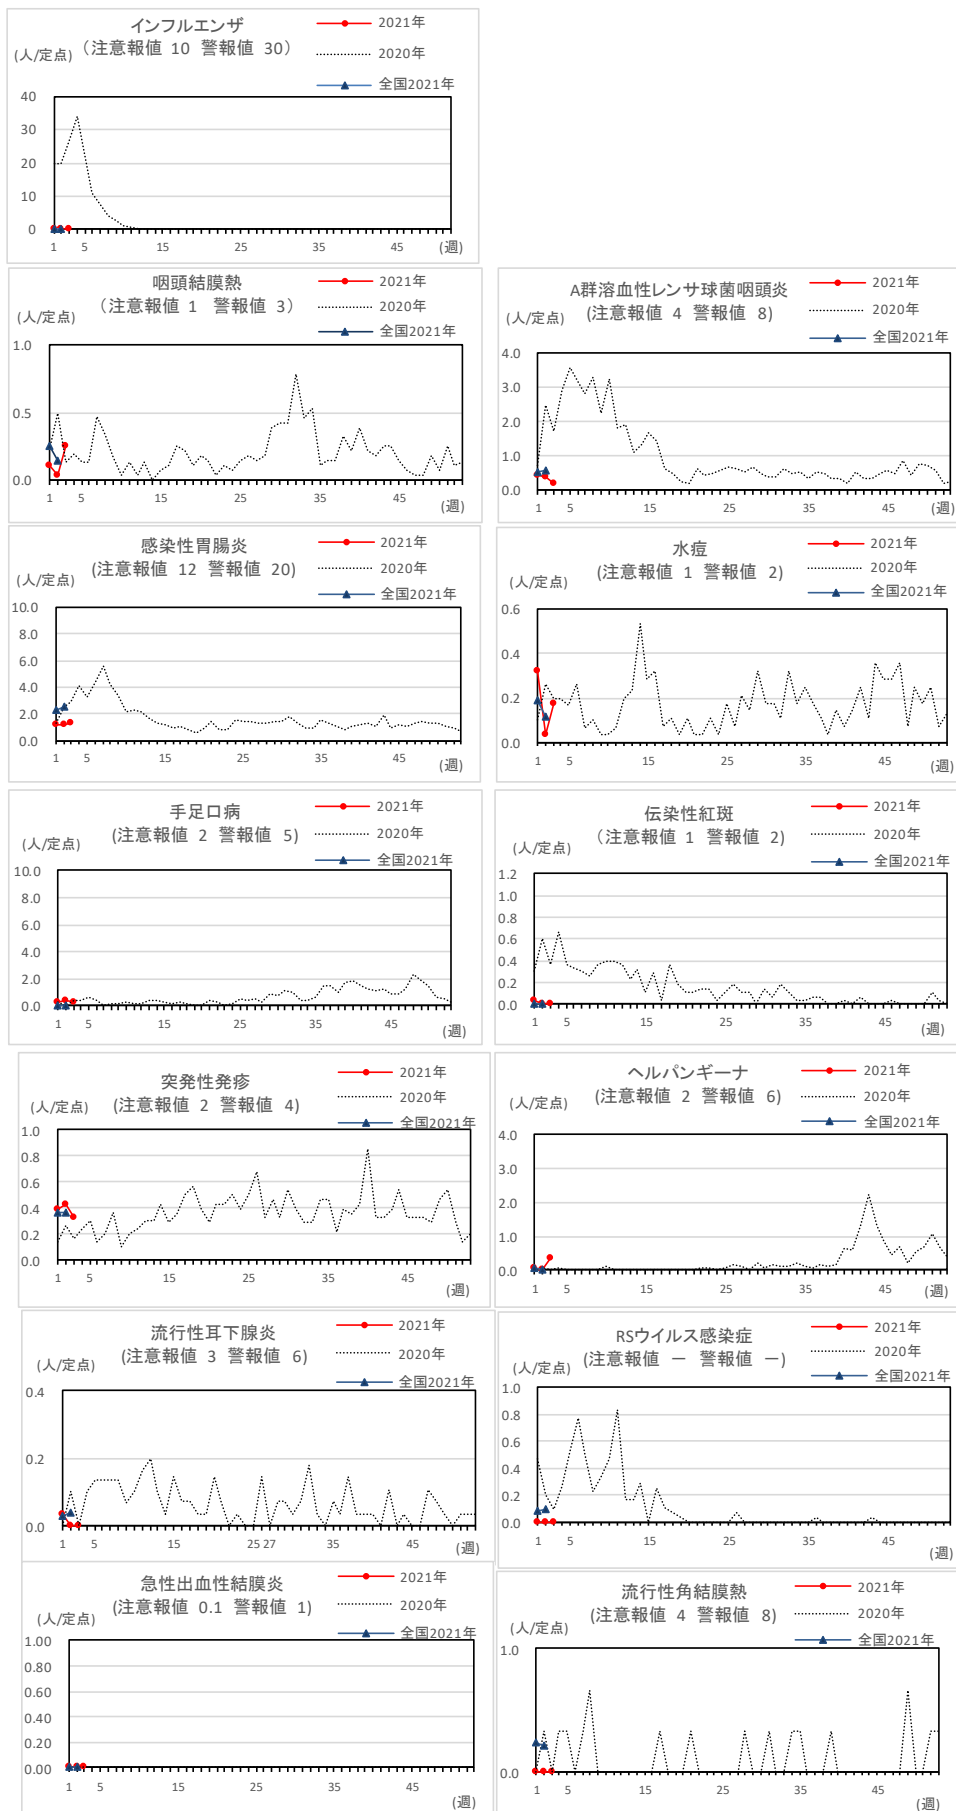 インフルエンザ
（注意報値 10 警報値 30）
(人/定点)
2021年
2020年
全国2021年
40
30
20
10
0
1 5 15 25 35 45 (週)
咽頭結膜熱
（注意報値 1 警報値 3）
(人/定点)
2021年
2020年
全国2021年
1.0
0.5
0.0
1 5 15 25 35 45
(週)
A群溶血性レンサ球菌咽頭炎
(注意報値 4 警報値 8)
(人/定点)
2021年
2020年
全国2021年
4.0
3.0
2.0
1.0
0.0
1 5 15 25 35 45 (週)
感染性胃腸炎
(注意報値 12 警報値 20)
(人/定点)
2021年
2020年
全国2021年
10.0
8.0
6.0
4.0
2.0
0.0
1 5 15 25 35 45
(週)
水痘
(注意報値 1 警報値 2)
(人/定点)
2021年
2020年
全国2021年
0.6
0.4
0.2
0.0
1 5 15 25 35 45
(週)
手足口病
(注意報値 2 警報値 5)
(人/定点)
2021年
2020年
全国2021年
10.0
8.0
6.0
4.0
2.0
0.0
1 5 15 25 35 45
(週)
伝染性紅斑
（注意報値 1 警報値 2)
(人/定点)
2021年
2020年
全国2021年
1.2
1.0
0.8
0.6
0.4
0.2
0.0
1 5 15 25 35 45
(週)
突発性発疹
(注意報値 2 警報値 4)
(人/定点)
2021年
2020年
全国2021年
1.0
0.8
0.6
0.4
0.2
0.0
1 5 15 25 35 45
(週)
ヘルパンギーナ
(注意報値 2 警報値 6)
(人/定点)
2021年
2020年
全国2021年
4.0
3.0
2.0
1.0
0.0
1 5 15 25 35 45
(週)
流行性耳下腺炎
(注意報値 3 警報値 6)
(人/定点)
2021年
2020年
全国2021年
0.4
0.2
0.0
1 5 15 25 27 35 45
(週)
RSウイルス感染症
(注意報値 ー 警報値 ー)
(人/定点)
2021年
2020年
全国2021年
1.0
0.8
0.6
0.4
0.2
0.0
1 5 15 25 35 45
(週)
急性出血性結膜炎
(注意報値 0.1 警報値 1)
(人/定点)
2021年
2020年
全国2021年
1.00
0.80
0.60
0.40
0.20
0.00
1 5 15 25 35 45
(週)
流行性角結膜熱
(注意報値 4 警報値 8)
(人/定点)
2021年
2020年
全国2021年
1.0
0.0
1 5 15 25 35 45
(週)